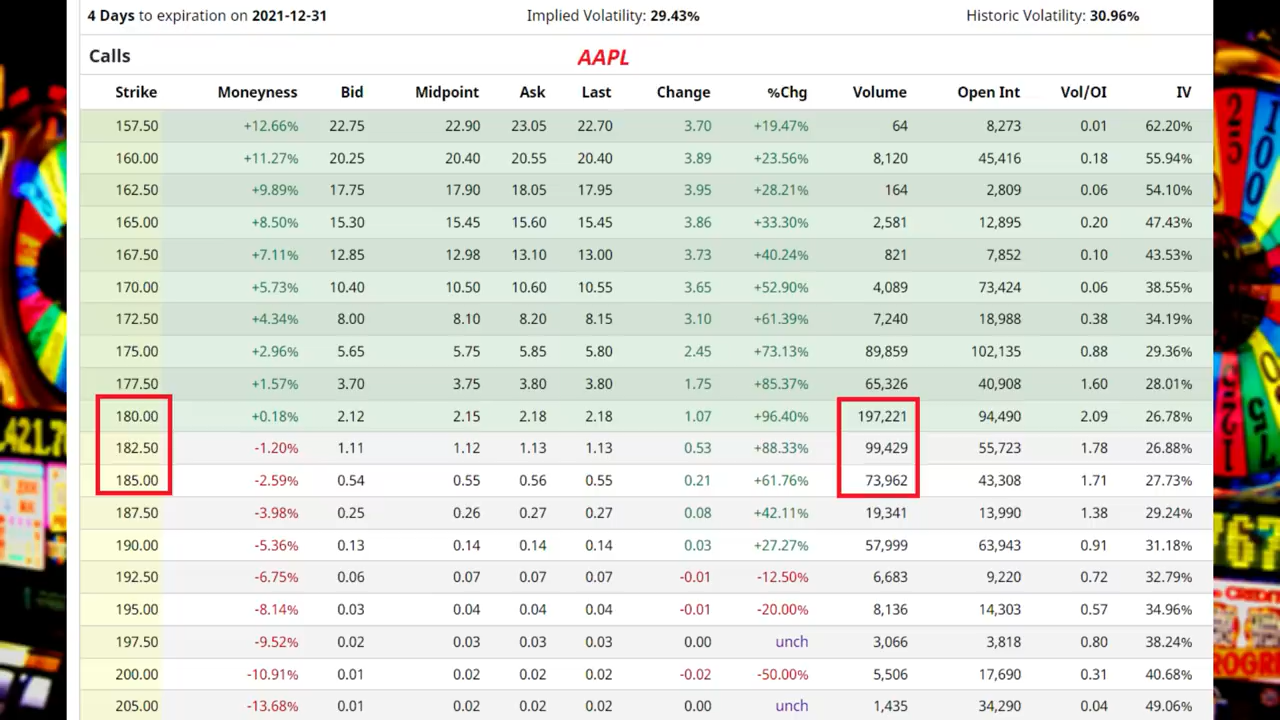 4 Days to expiration on 2021-12-31 Implied Volatility: 29.43% Historic Volatility: 30.96%
Calls AAPL
Strike Moneyness Bid Midpoint Ask Last Change %Chg Volume Open Int Vol/OI IV
157.50 +12.66% 22.75 22.90 23.05 22.70 3.70 +19.47% 64 8,273 0.01 62.20%
160.00 +11.27% 20.25 20.40 20.55 20.40 3.89 +23.56% 8,120 45,416 0.18 55.94%
162.50 +9.89% 17.75 17.90 18.05 17.95 3.95 +28.21% 164 2,809 0.06 54.10%
165.00 +8.50% 15.30 15.45 15.60 15.45 3.86 +33.30% 2,581 12,895 0.20 47.43%
167.50 +7.11% 12.85 12.98 13.10 13.00 3.73 +40.24% 821 7,852 0.10 43.53%
170.00 +5.73% 10.40 10.50 10.60 10.55 3.65 +52.90% 4,089 73,424 0.06 38.55%
172.50 +4.34% 8.00 8.10 8.20 8.15 3.10 +61.39% 7,240 18,988 0.38 34.19%
175.00 +2.96% 5.65 5.75 5.85 5.80 2.45 +73.13% 89,859 102,135 0.88 29.36%
177.50 +1.57% 3.70 3.75 3.80 3.80 1.75 +85.37% 65,326 40,908 1.60 28.01%
180.00 +0.18% 2.12 2.15 2.18 2.18 1.07 +96.40% 197,221 94,490 2.09 26.78%
182.50 -1.20% 1.11 1.12 1.13 1.13 0.53 +88.33% 99,429 55,723 1.78 26.88%
185.00 -2.59% 0.54 0.55 0.56 0.55 0.21 +61.76% 73,962 43,308 1.71 27.73%
187.50 -3.98% 0.25 0.26 0.27 0.27 0.08 +42.11% 19,341 13,990 1.38 29.24%
190.00 -5.36% 0.13 0.14 0.14 0.14 0.03 +27.27% 57,999 63,943 0.91 31.18%
192.50 -6.75% 0.06 0.07 0.07 0.07 -0.01 -12.50% 6,683 9,220 0.72 32.79%
195.00 -8.14% 0.03 0.04 0.04 0.04 -0.01 -20.00% 8,136 14,303 0.57 34.96%
197.50 -9.52% 0.02 0.03 0.03 0.03 0.00 unch 3,066 3,818 0.80 38.24%
200.00 -10.91% 0.01 0.02 0.02 0.02 -0.02 -50.00% 5,506 17,690 0.31 40.68%
205.00 -13.68% 0.01 0.02 0.02 0.02 0.00 unch 1,435 34,290 0.04 49.06%